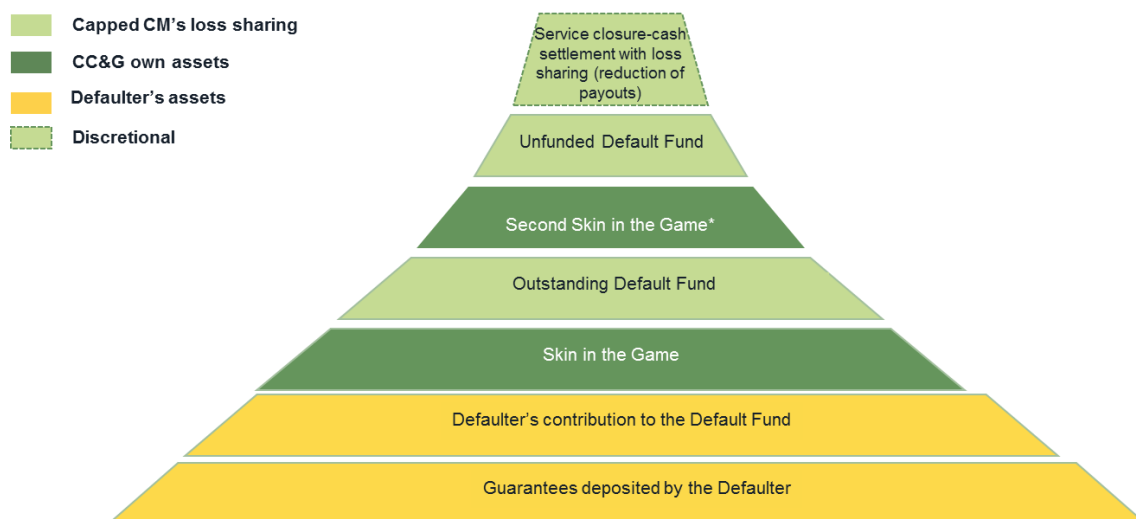 Capped CM's loss sharing
CC&G own assets
Defaulter's assets
Discretional
Service closure-cash
settlement with loss
sharing (reduction of
payouts)
Unfunded Default Fund
Second Skin in the Game*
Outstanding Default Fund
Skin in the Game
Defaulter's contribution to the Default Fund
Guarantees deposited by the Defaulter